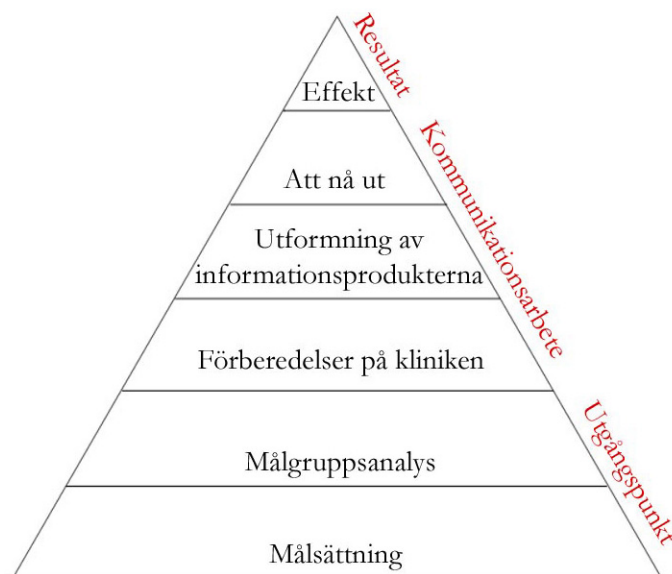 Resultat
Effekt
Kommunikationsarbete
Att nå ut
Utformning av
informationsprodukterna
Förberedelser på kliniken
Utgångspunkt
Målgruppsanalys
Målsättning